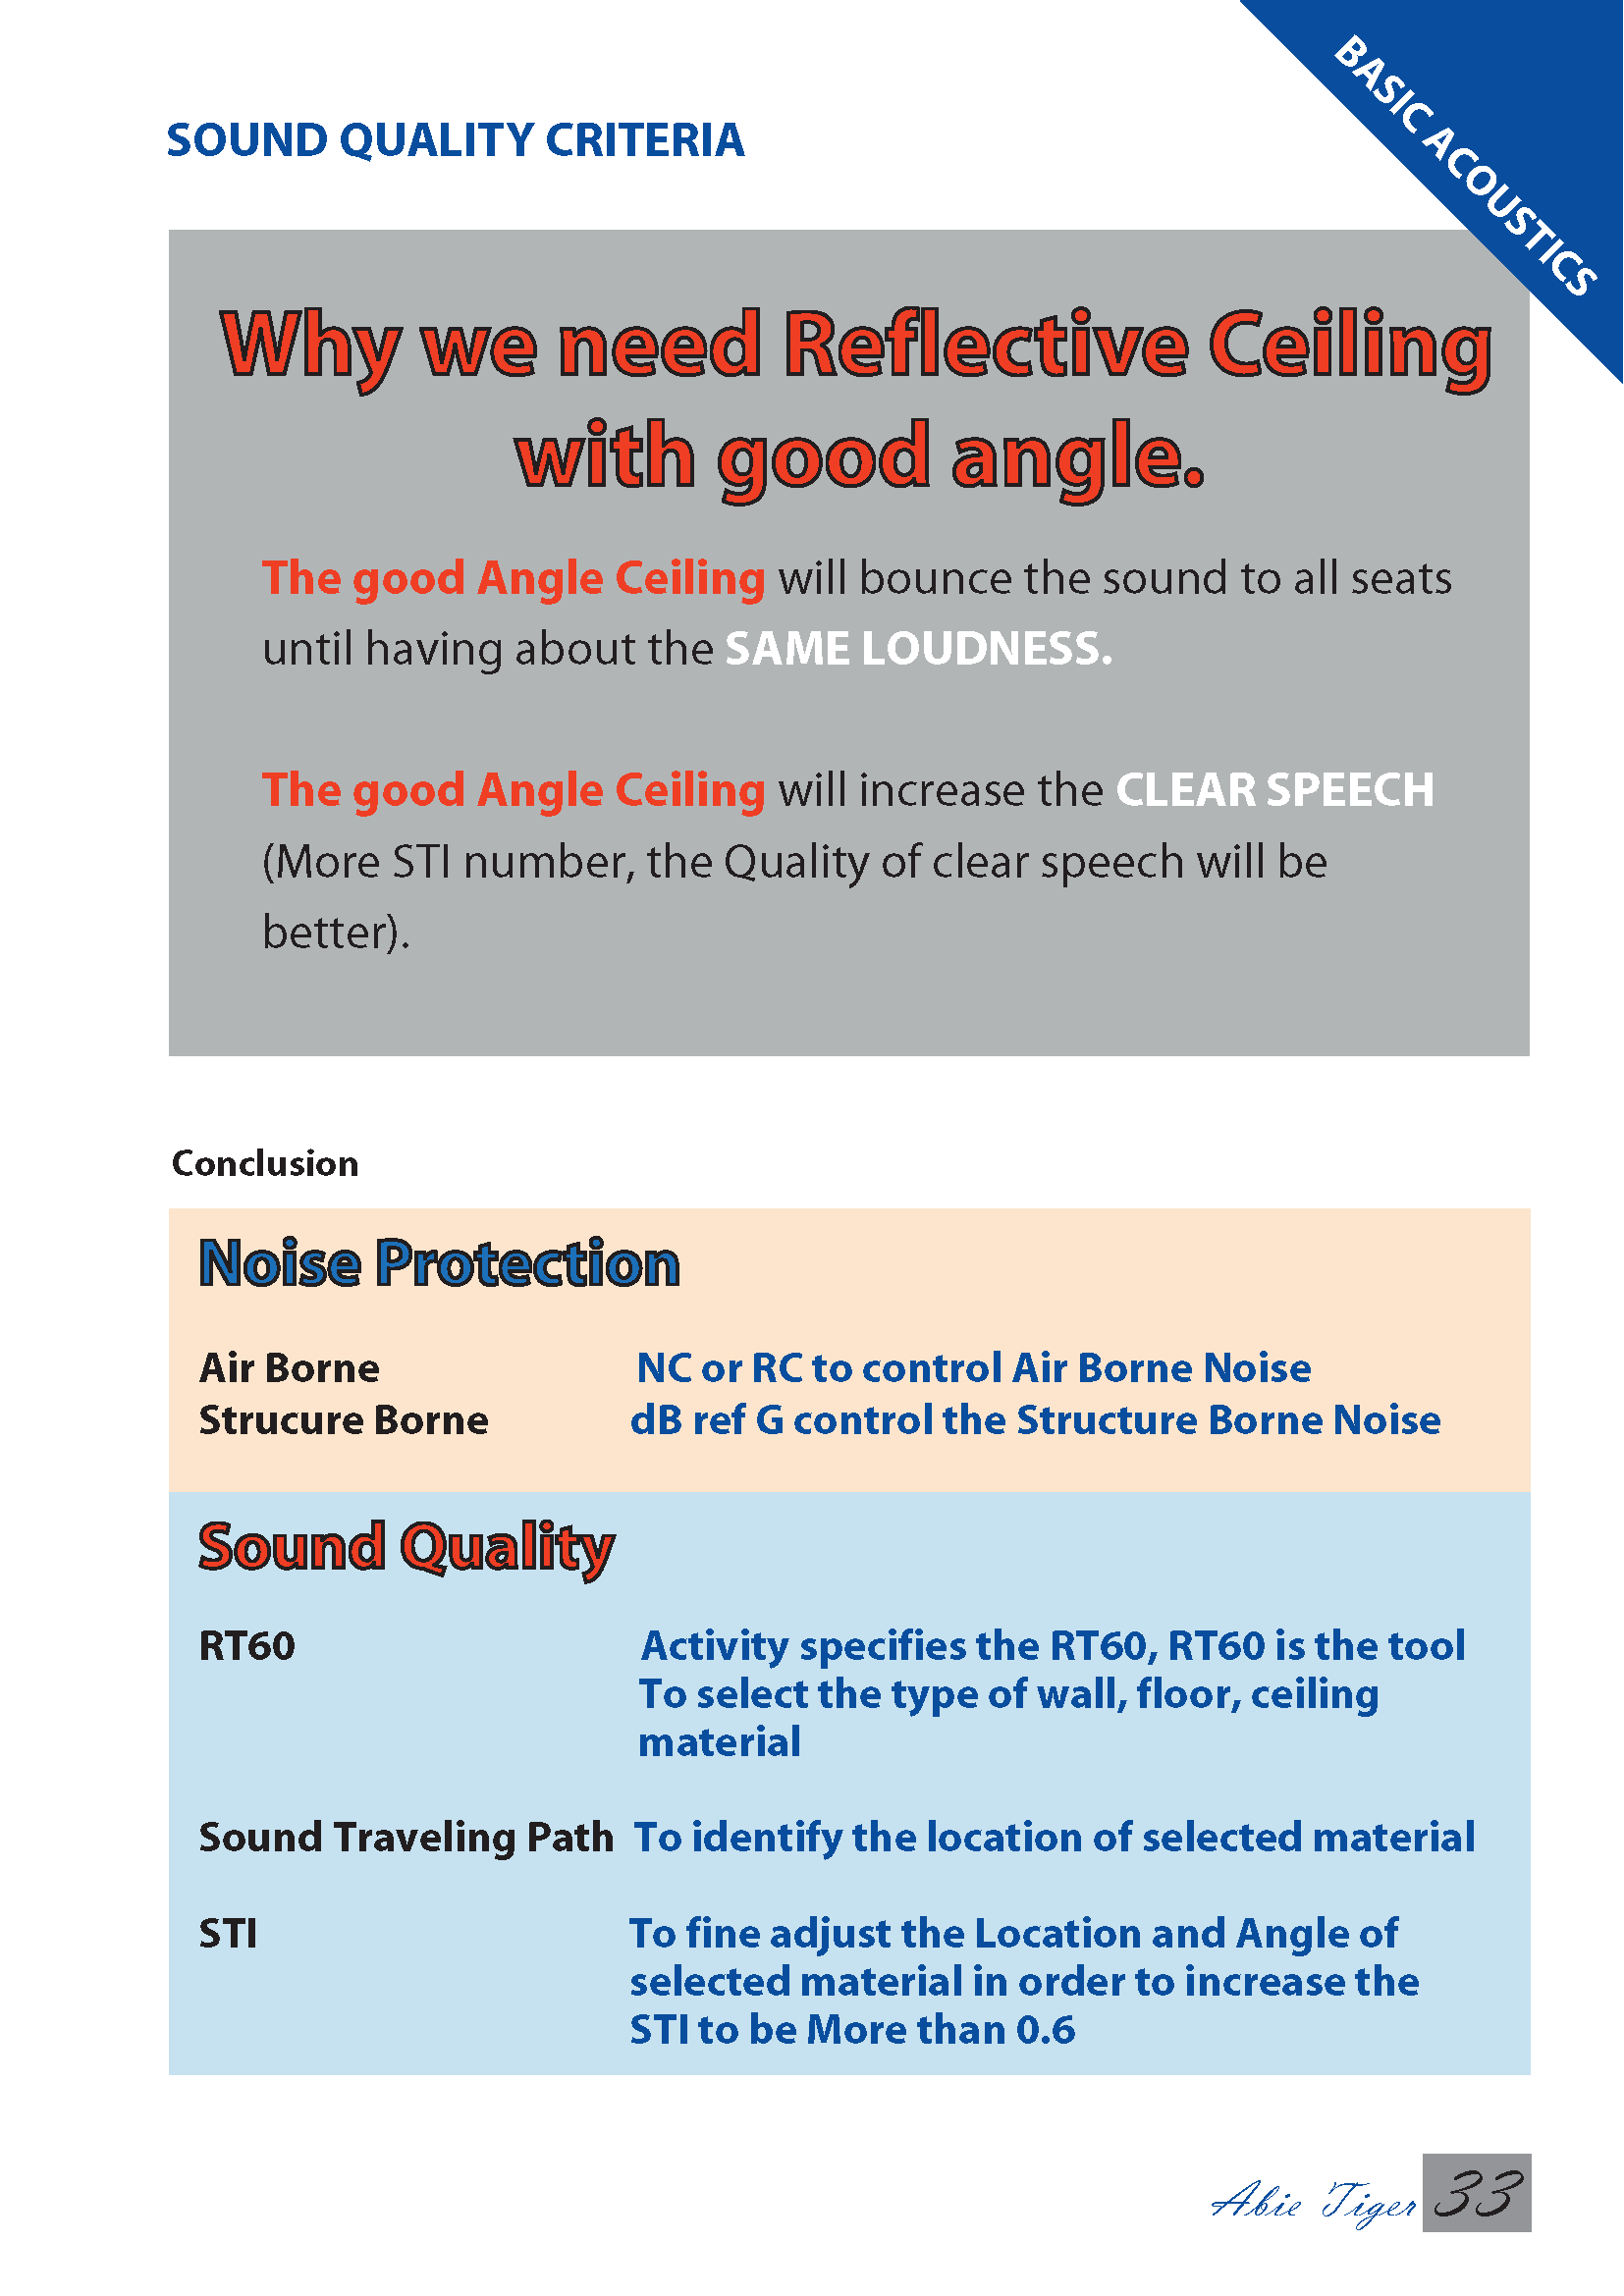 BASIC ACOUSTICS
SOUND QUALITY CRITERIA
Why we need Reflective Ceiling
with good angle.
The good Angle Ceiling will bounce the sound to all seats
until having about the SAME LOUDNESS.
The good Angle Ceiling will increase the CLEAR SPEECH
(More STI number, the Quality of clear speech will be
better).
Conclusion
Noise Protection
Air Borne NC or RC to control Air Borne Noise
Strucure Borne dB ref G control the Structure Borne Noise
Sound Quality
RT60 Activity specifies the RT60, RT60 is the tool
To select the type of wall, floor, ceiling
material
Sound Traveling Path To identify the location of selected material
STI To fine adjust the Location and Angle of
selected material in order to increase the
STI to be More than 0.6
Abie Tiger 33